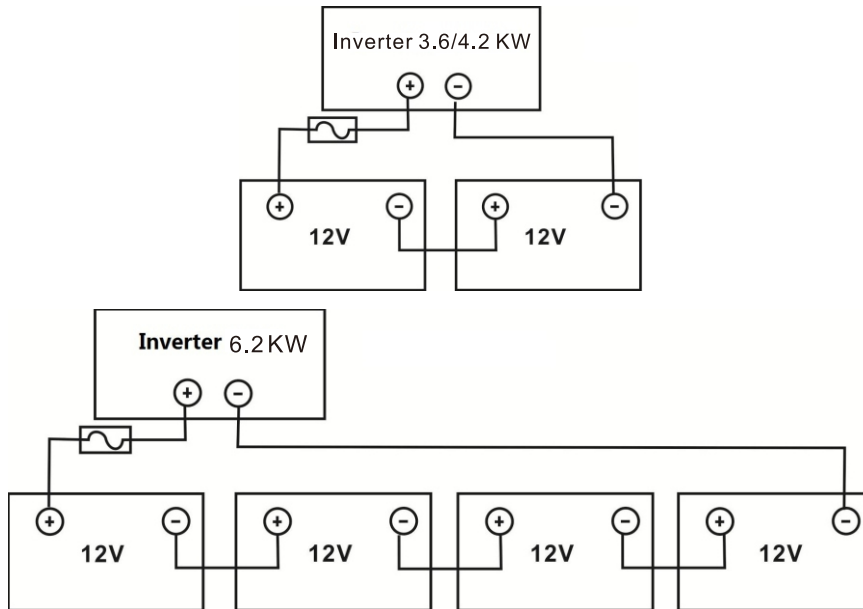 Inverter 3.6/4.2 KW
+ −
+ − + −
12V 12V
Inverter 6.2 KW
+ −
+ − + − + − + −
12V 12V 12V 12V